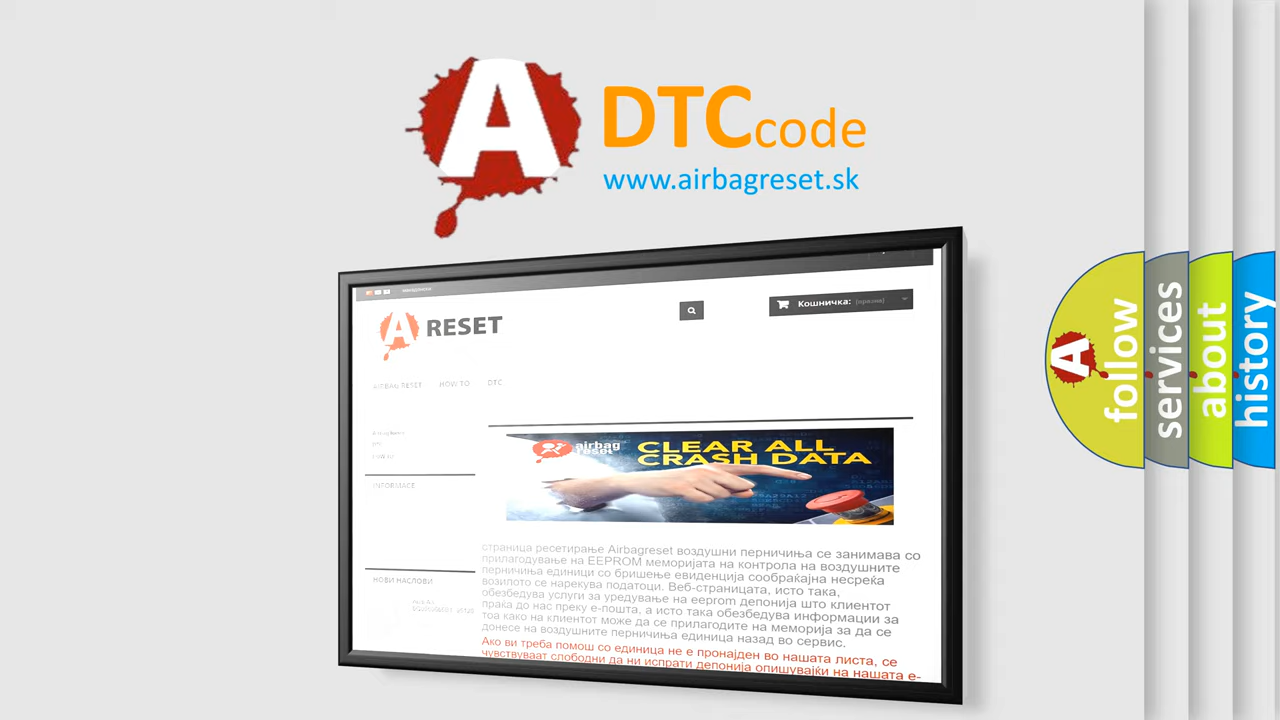 A
DTCcode
www.airbagreset.sk
A RESET
Кошничка: (празна)
AIRBAG RESET HOW TO DTC
INFORMACE
НОВИ НАСЛОВИ
airbag
reset
CLEAR ALL
CRASH DATA
страница ресетирање Airbagreset воздушни перничиња се занимава со
прилагодување на EEPROM меморијата на контрола на воздушните
перничиња единици со бришење евиденција сообраќајна несреќа
возилото се нарекува податоци. Веб-страницата, исто така,
обезбедува услуги за уредување на eeprom депонија што клиентот
праќа до нас преку е-пошта, а исто така обезбедува информации за
тоа како на клиентот може да се прилагодите на меморија за да се
донесе на воздушните перничиња единица назад во сервис.
Ако ви треба помош со единица не е пронајден во нашата листа, се
чувствуваат слободни да ни испрати депонија опишувајќи на нашата е-
A
follow
services
about
history